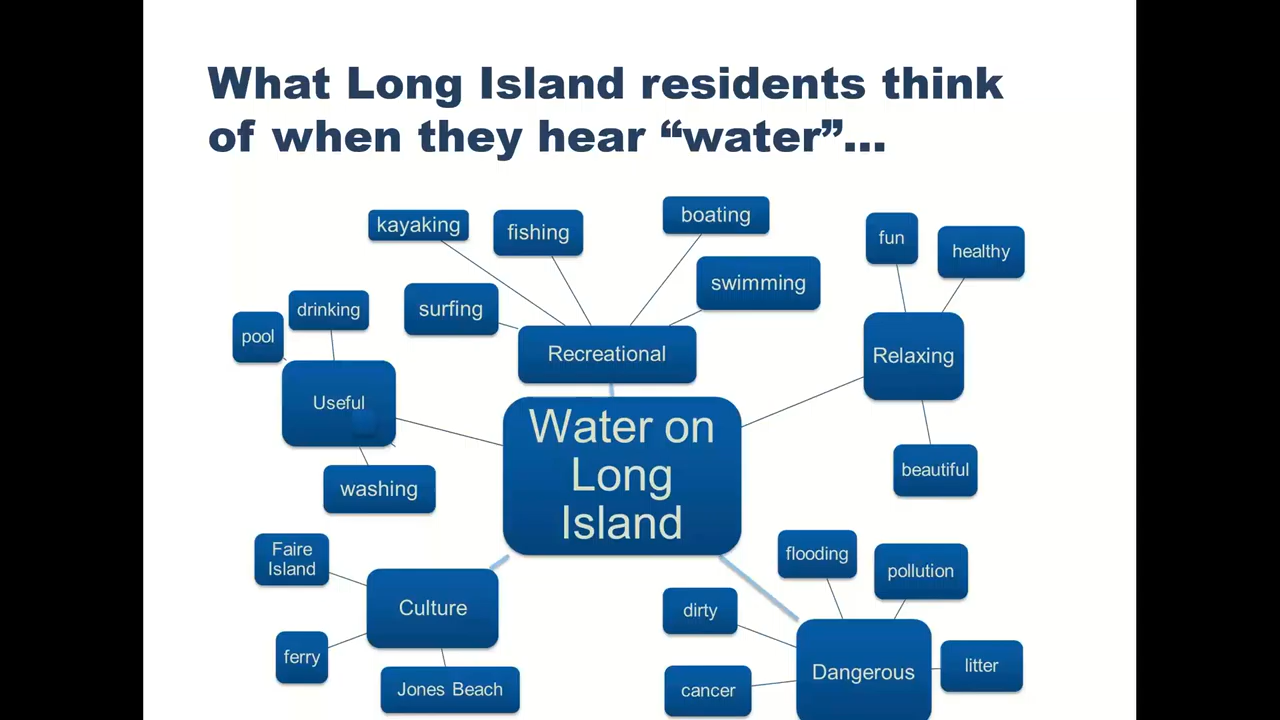 What Long Island residents think
of when they hear “water”...
kayaking
fishing
boating
swimming
surfing
Recreational
fun
healthy
Relaxing
beautiful
drinking
pool
Useful
washing
Water on
Long
Island
Faire
Island
Culture
ferry
Jones Beach
flooding
pollution
dirty
Dangerous
litter
cancer